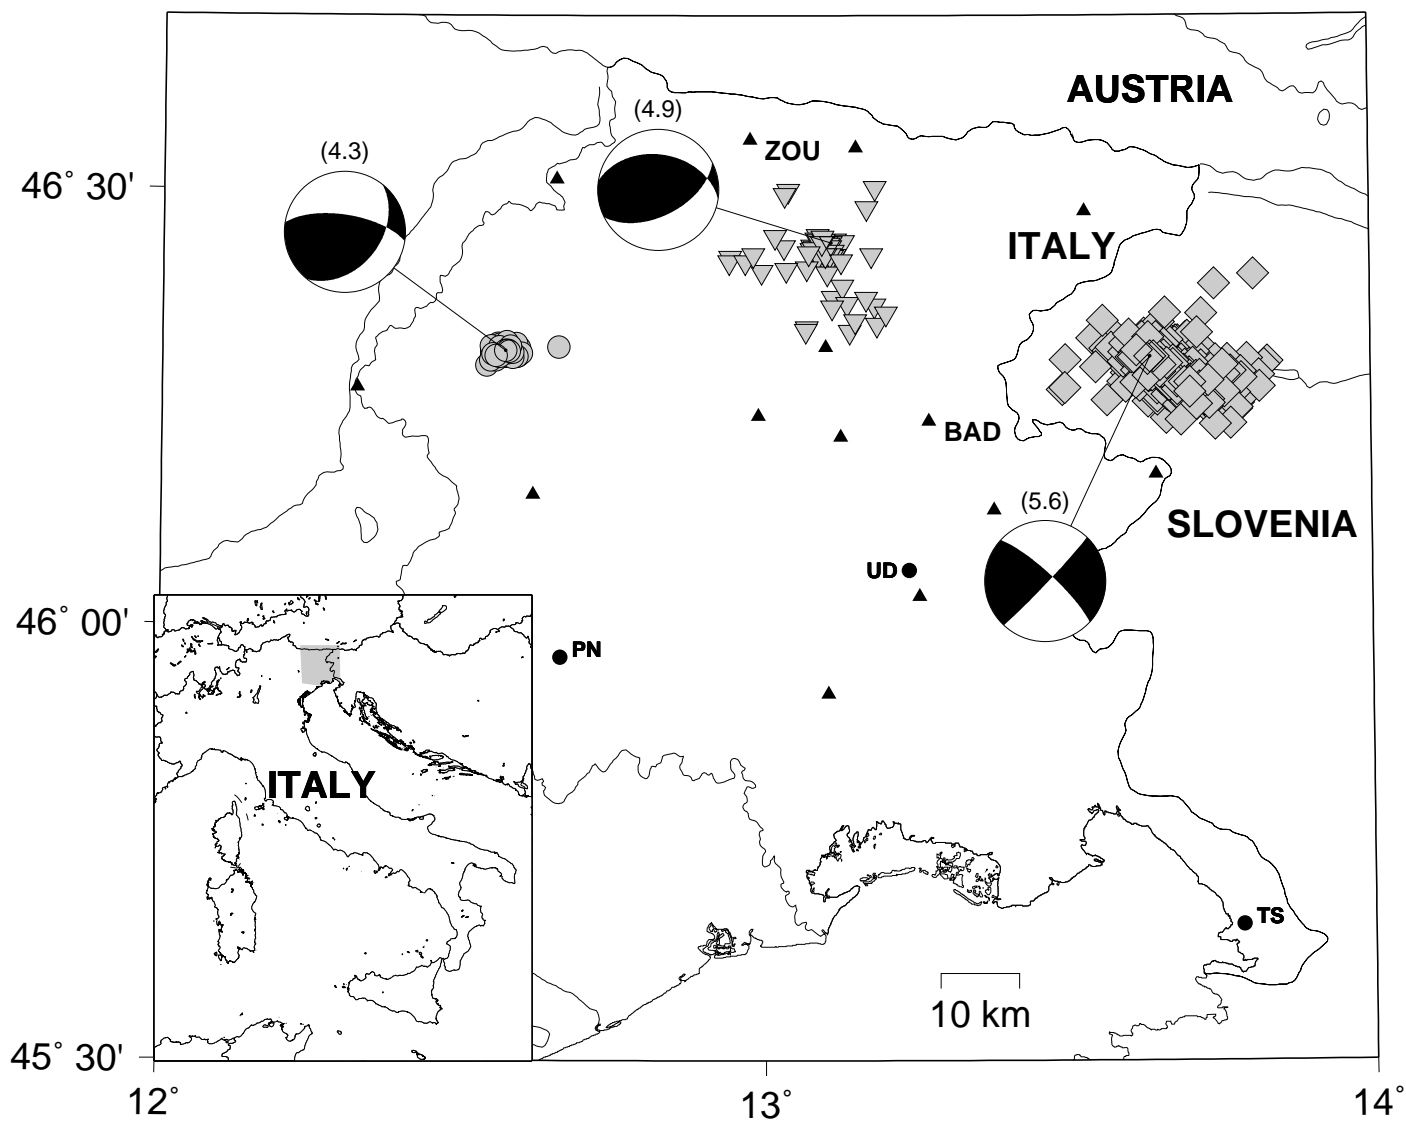 AUSTRIA
(4.9)
(4.3)
ZOU
46° 30'
ITALY
BAD
(5.6)
SLOVENIA
UD
46° 00'
PN
ITALY
TS
10 km
45° 30'
12°
13°
14°